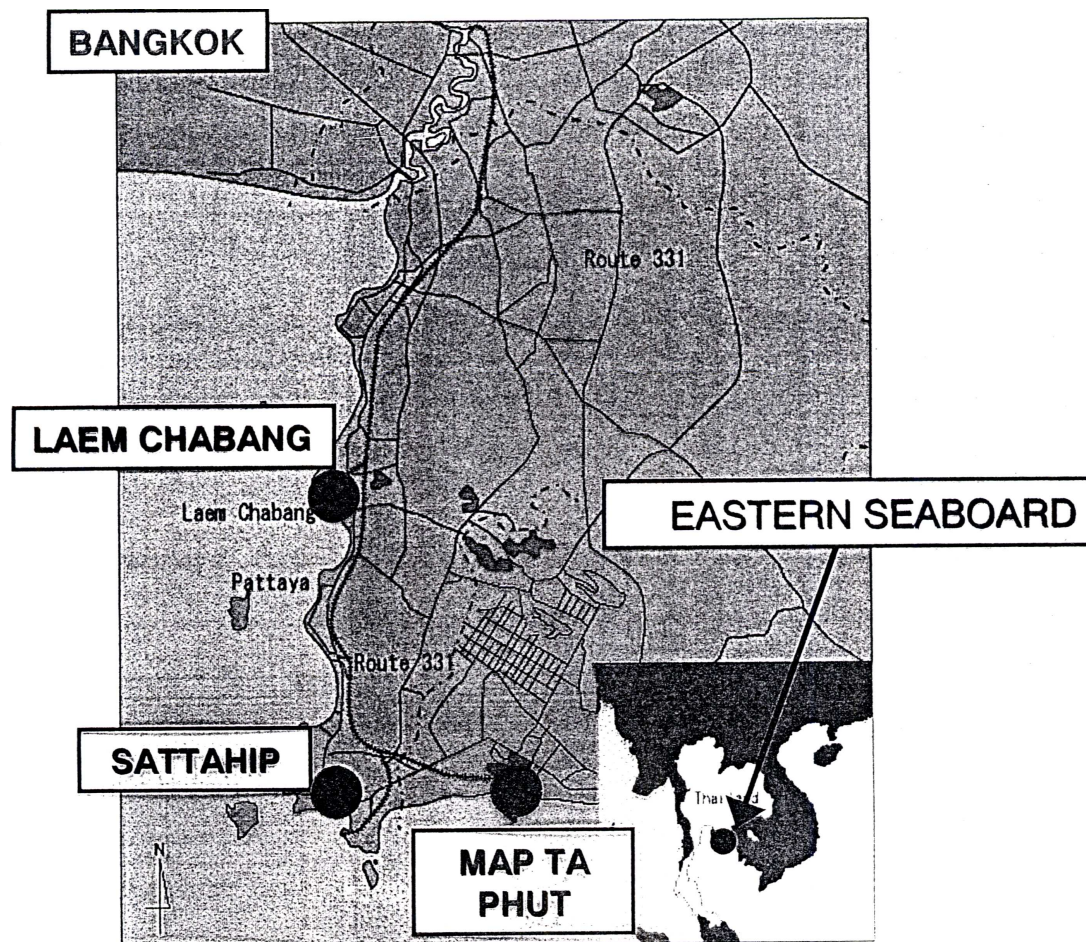 BANGKOK
Route 331
LAEM CHABANG
Laem Chabang
EASTERN SEABOARD
Pattaya
Route 331
SATTAHIP
Thailand
MAP TA
PHUT
N